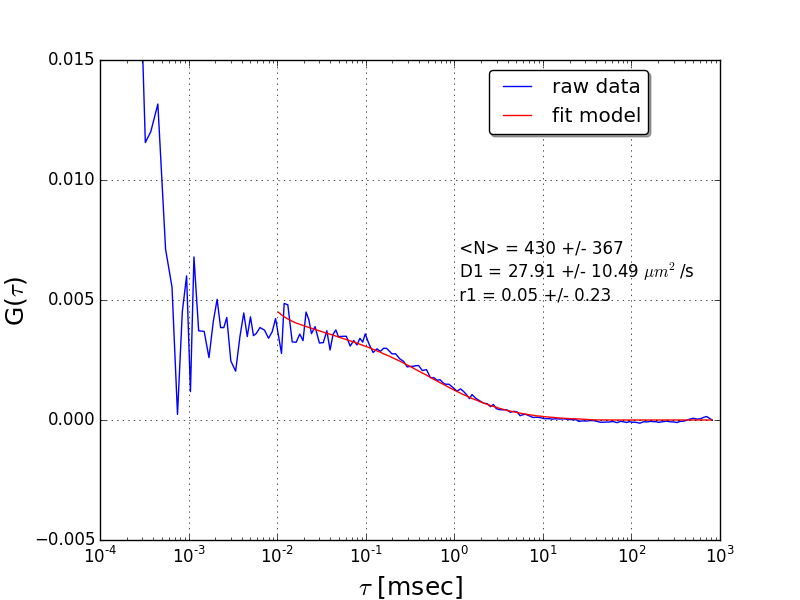 0.015
raw data
fit model
0.010
<N> = 430 +/- 367
D1 = 27.91 +/- 10.49 μm² /s
r1 = 0.05 +/- 0.23
G(τ)
0.005
0.000
−0.005
10⁻⁴ 10⁻³ 10⁻² 10⁻¹ 10⁰ 10¹ 10² 10³
τ [msec]